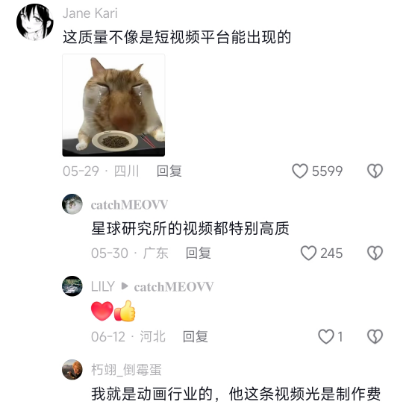 Jane Kari
这质量不像是短视频平台能出现的
05-29 · 四川 回复 5599
catchMEOVV
星球研究所的视频都特别高质
05-30 · 广东 回复 245
LILY ▶ catchMEOVV
❤️👍
06-12 · 河北 回复 1
朽翊_倒霉蛋
我就是动画行业的，他这条视频光是制作费